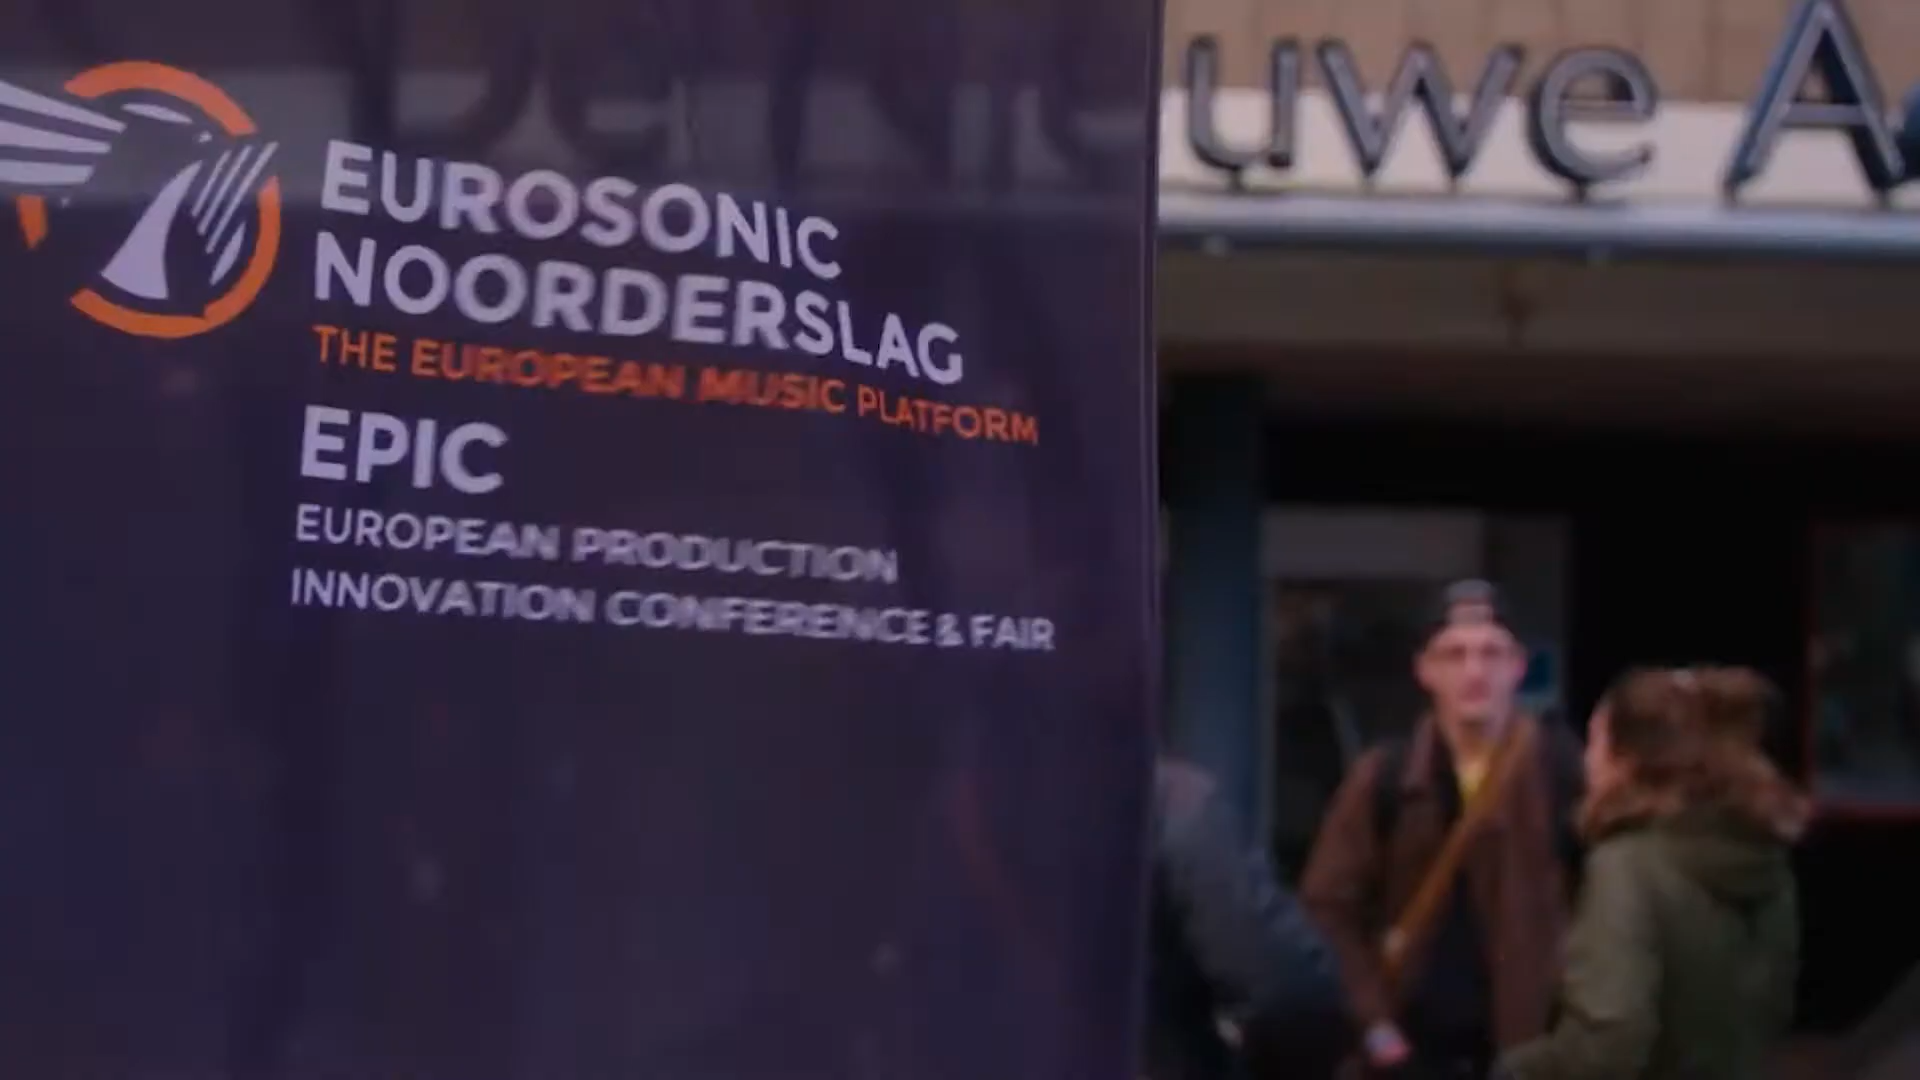 EUROSONIC
NOORDERSLAG
THE EUROPEAN MUSIC PLATFORM
EPIC
EUROPEAN PRODUCTION
INNOVATION CONFERENCE & FAIR
uwe A